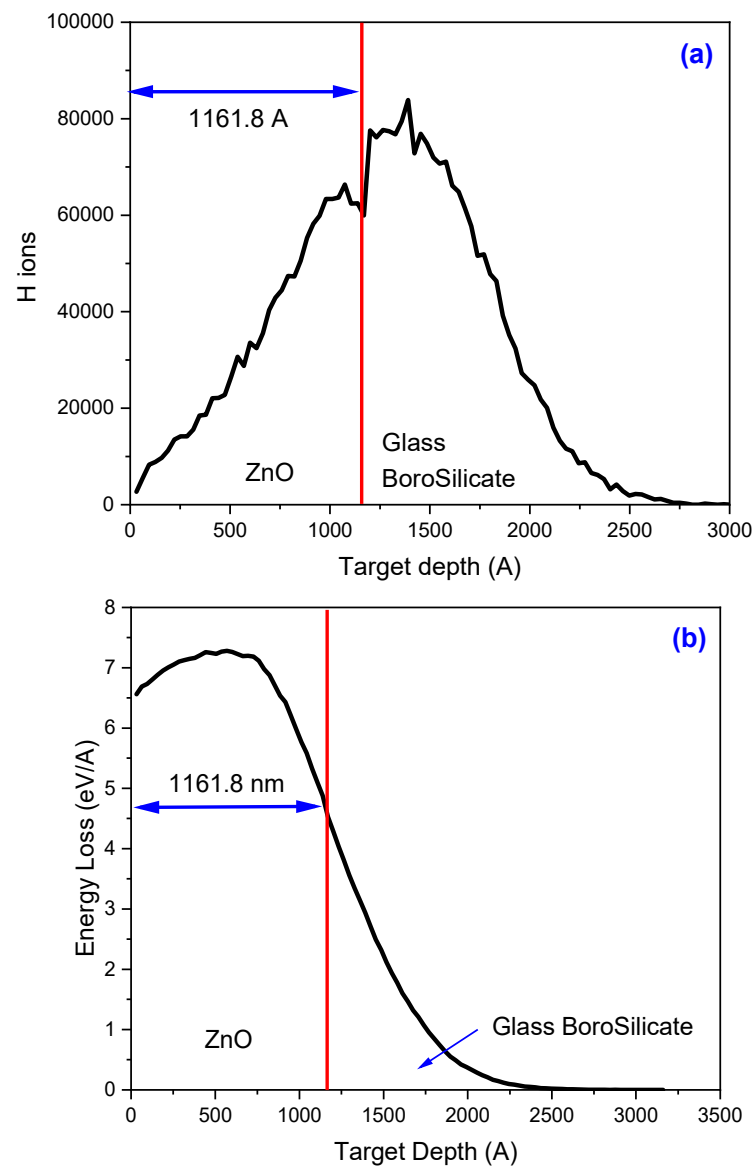 (a)
100000
80000
60000
40000
20000
0
H ions
1161.8 A
ZnO
Glass
BoroSilicate
0 500 1000 1500 2000 2500 3000
Target depth (A)
(b)
8
7
6
5
4
3
2
1
0
Energy Loss (eV/A)
1161.8 nm
ZnO
Glass BoroSilicate
0 500 1000 1500 2000 2500 3000 3500
Target Depth (A)